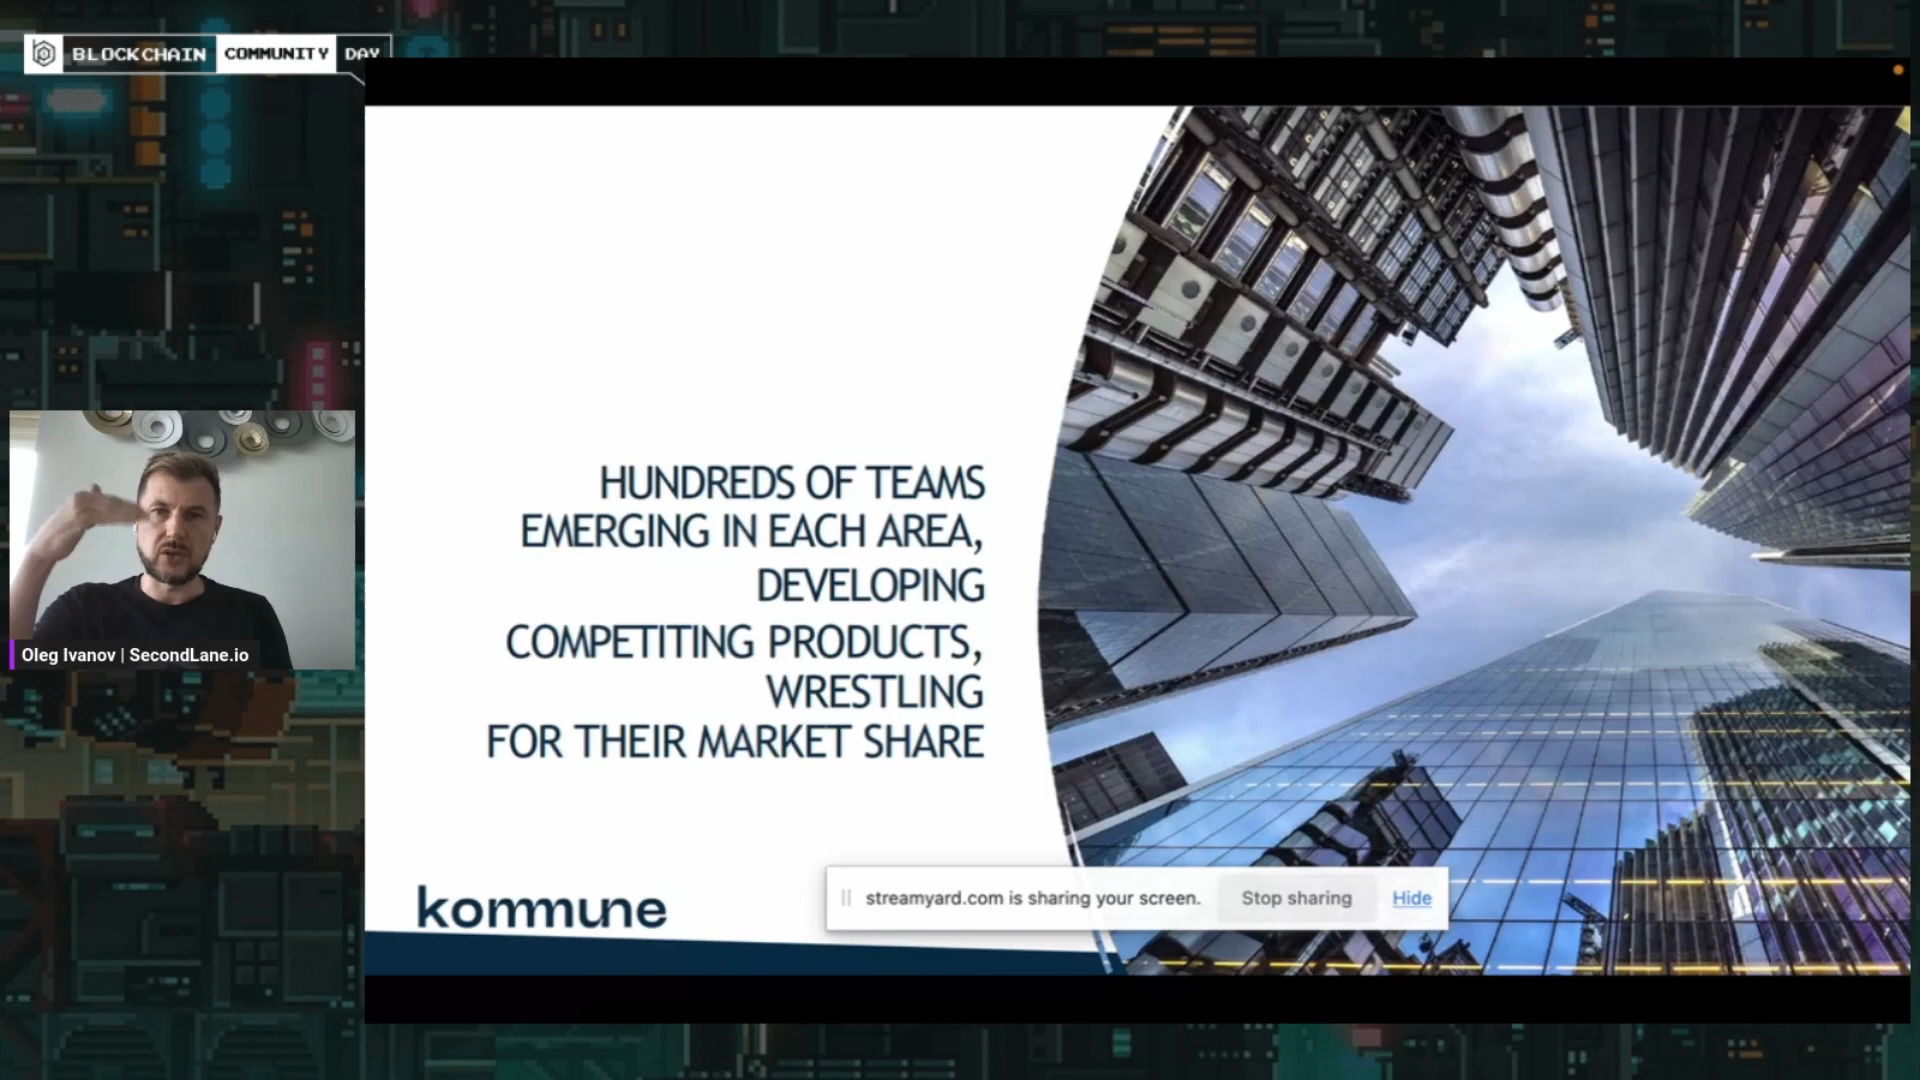 BLOCKCHAIN COMMUNITY DAY
HUNDREDS OF TEAMS
EMERGING IN EACH AREA,
DEVELOPING
COMPETITING PRODUCTS,
WRESTLING
FOR THEIR MARKET SHARE
Oleg Ivanov | SecondLane.io
kommune
streamyard.com is sharing your screen. Stop sharing Hide